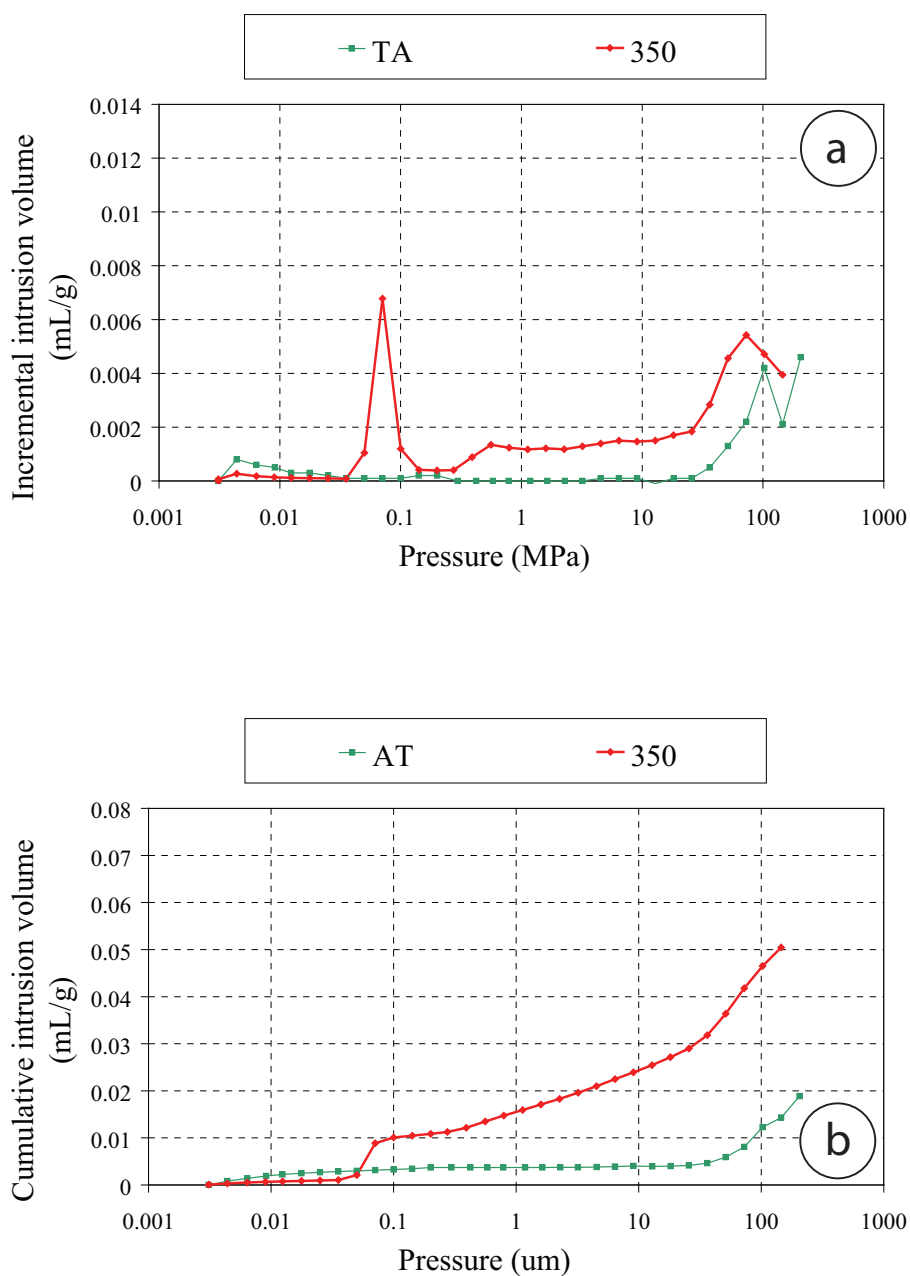 TA 350
0.014
0.012
0.01
0.008
0.006
0.004
0.002
0
Incremental intrusion volume
(mL/g)
a
0.001 0.01 0.1 1 10 100 1000
Pressure (MPa)
AT 350
0.08
0.07
0.06
0.05
0.04
0.03
0.02
0.01
0
Cumulative intrusion volume
(mL/g)
b
0.001 0.01 0.1 1 10 100 1000
Pressure (um)